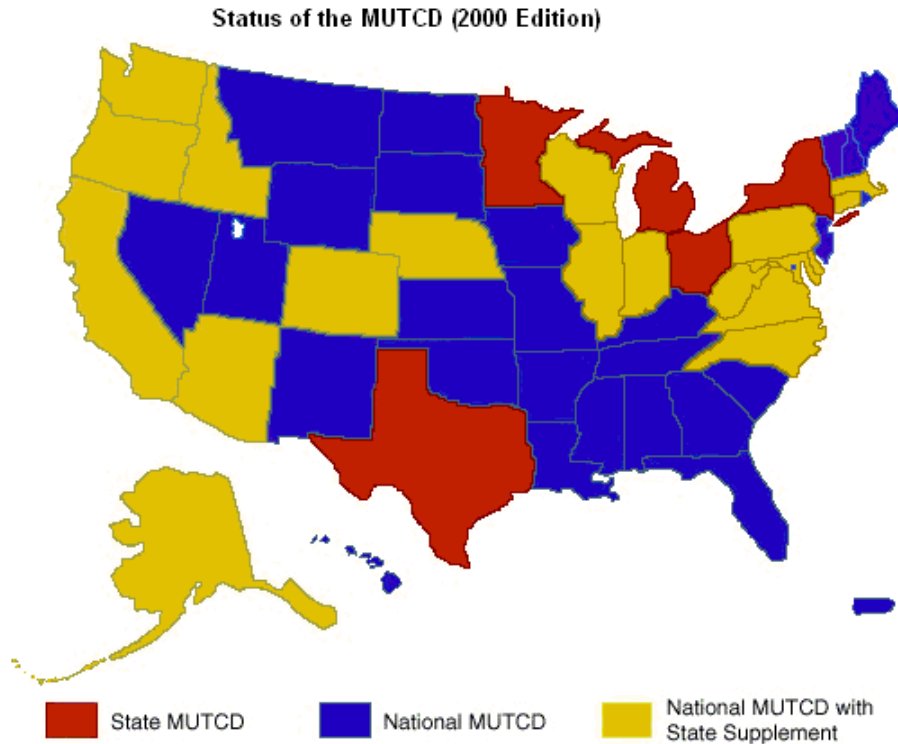 Status of the MUTCD (2000 Edition)
State MUTCD
National MUTCD
National MUTCD with
State Supplement